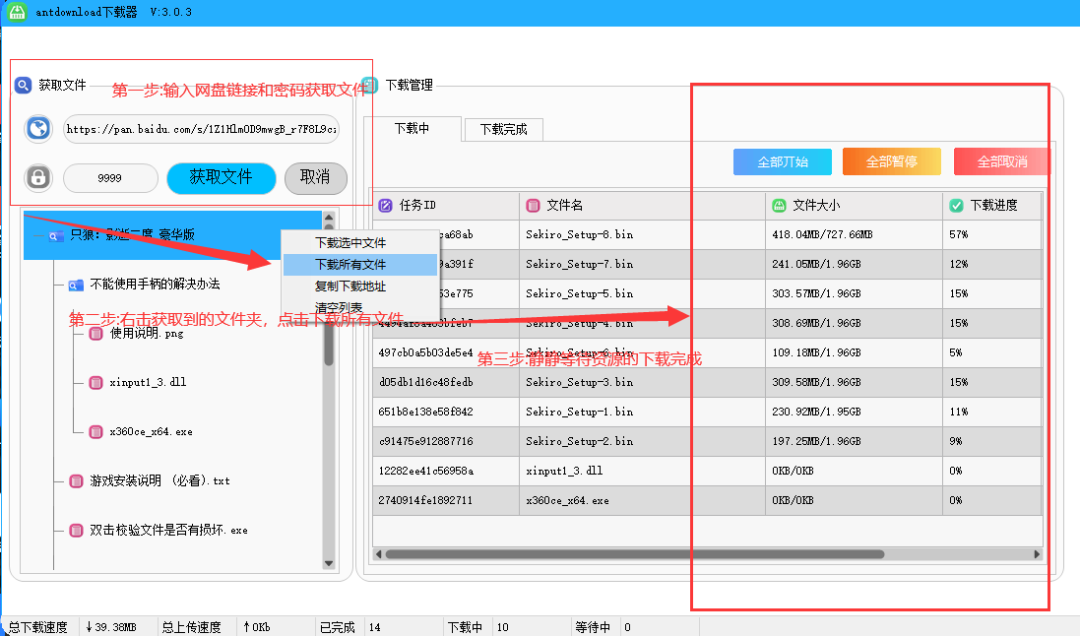 antdownload下载器 V:3.0.3
获取文件
第一步:输入网盘链接和密码获取文件
https://pan.baidu.com/s/1Z1HlmOD9mwgB_r7F8L9c
9999
获取文件
取消
只狼：影逝二度 豪华版
不能使用手柄的解决办法
使用说明.png
xinput1_3.dll
x360ce_x64.exe
游戏安装说明 （必看）.txt
双击校验文件是否有损坏.exe
下载选中文件
下载所有文件
复制下载地址
清空列表
第二步:右击获取到的文件夹，点击下载所有文件
下载管理
下载中
下载完成
全部开始
全部暂停
全部取消
任务ID 文件名 文件大小 下载进度
ca68ab Sekiro_Setup-8.bin 418.04MB/727.66MB 57%
9a391f Sekiro_Setup-7.bin 241.05MB/1.96GB 12%
53e775 Sekiro_Setup-5.bin 303.57MB/1.96GB 15%
308.69MB/1.96GB 15%
497cb0a5b03de5e4 Sekiro_Setup-6.bin 109.18MB/1.96GB 5%
第三步:静静等待资源的下载完成
d05db1d16c48fedb Sekiro_Setup-3.bin 309.58MB/1.96GB 15%
651b8e138e58f842 Sekiro_Setup-1.bin 230.92MB/1.95GB 11%
c91475e912887716 Sekiro_Setup-2.bin 197.25MB/1.96GB 9%
12282ee41c56958a xinput1_3.dll 0KB/0KB 0%
2740914fe1892711 x360ce_x64.exe 0KB/0KB 0%
总下载速度 ↓39.38MB 总上传速度 ↑0Kb 已完成 14 下载中 10 等待中 0